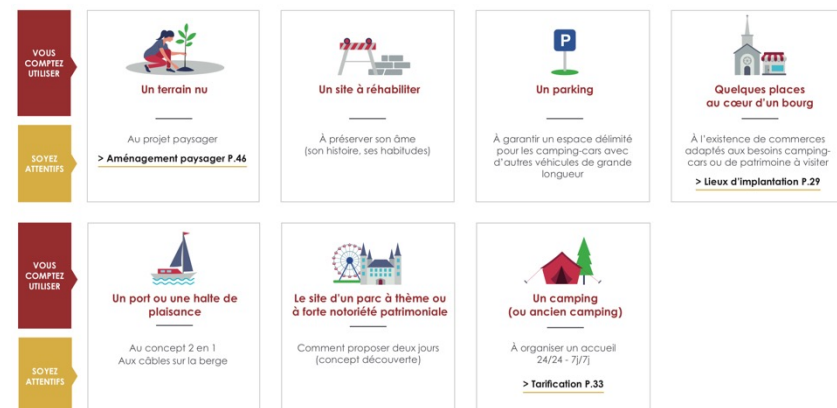 VOUS
COMPTEZ
UTILISER
Un terrain nu
Un site à réhabiliter
P
Un parking
Quelques places
au cœur d'un bourg
SOYEZ
ATTENTIFS
Au projet paysager
> Aménagement paysager P.46
À préserver son âme
(son histoire, ses habitudes)
À garantir un espace délimité
pour les camping-cars avec
d'autres véhicules de grande
longueur
À l'existence de commerces
adaptés aux besoins camping-
cars ou de patrimoine à visiter
> Lieux d'implantation P.29
VOUS
COMPTEZ
UTILISER
Un port ou une halte de
plaisance
Le site d'un parc à thème ou
à forte notoriété patrimoniale
Un camping
(ou ancien camping)
SOYEZ
ATTENTIFS
Au concept 2 en 1
Aux câbles sur la berge
Comment proposer deux jours
(concept découverte)
À organiser un accueil
24/24 - 7j/7j
> Tarification P.33